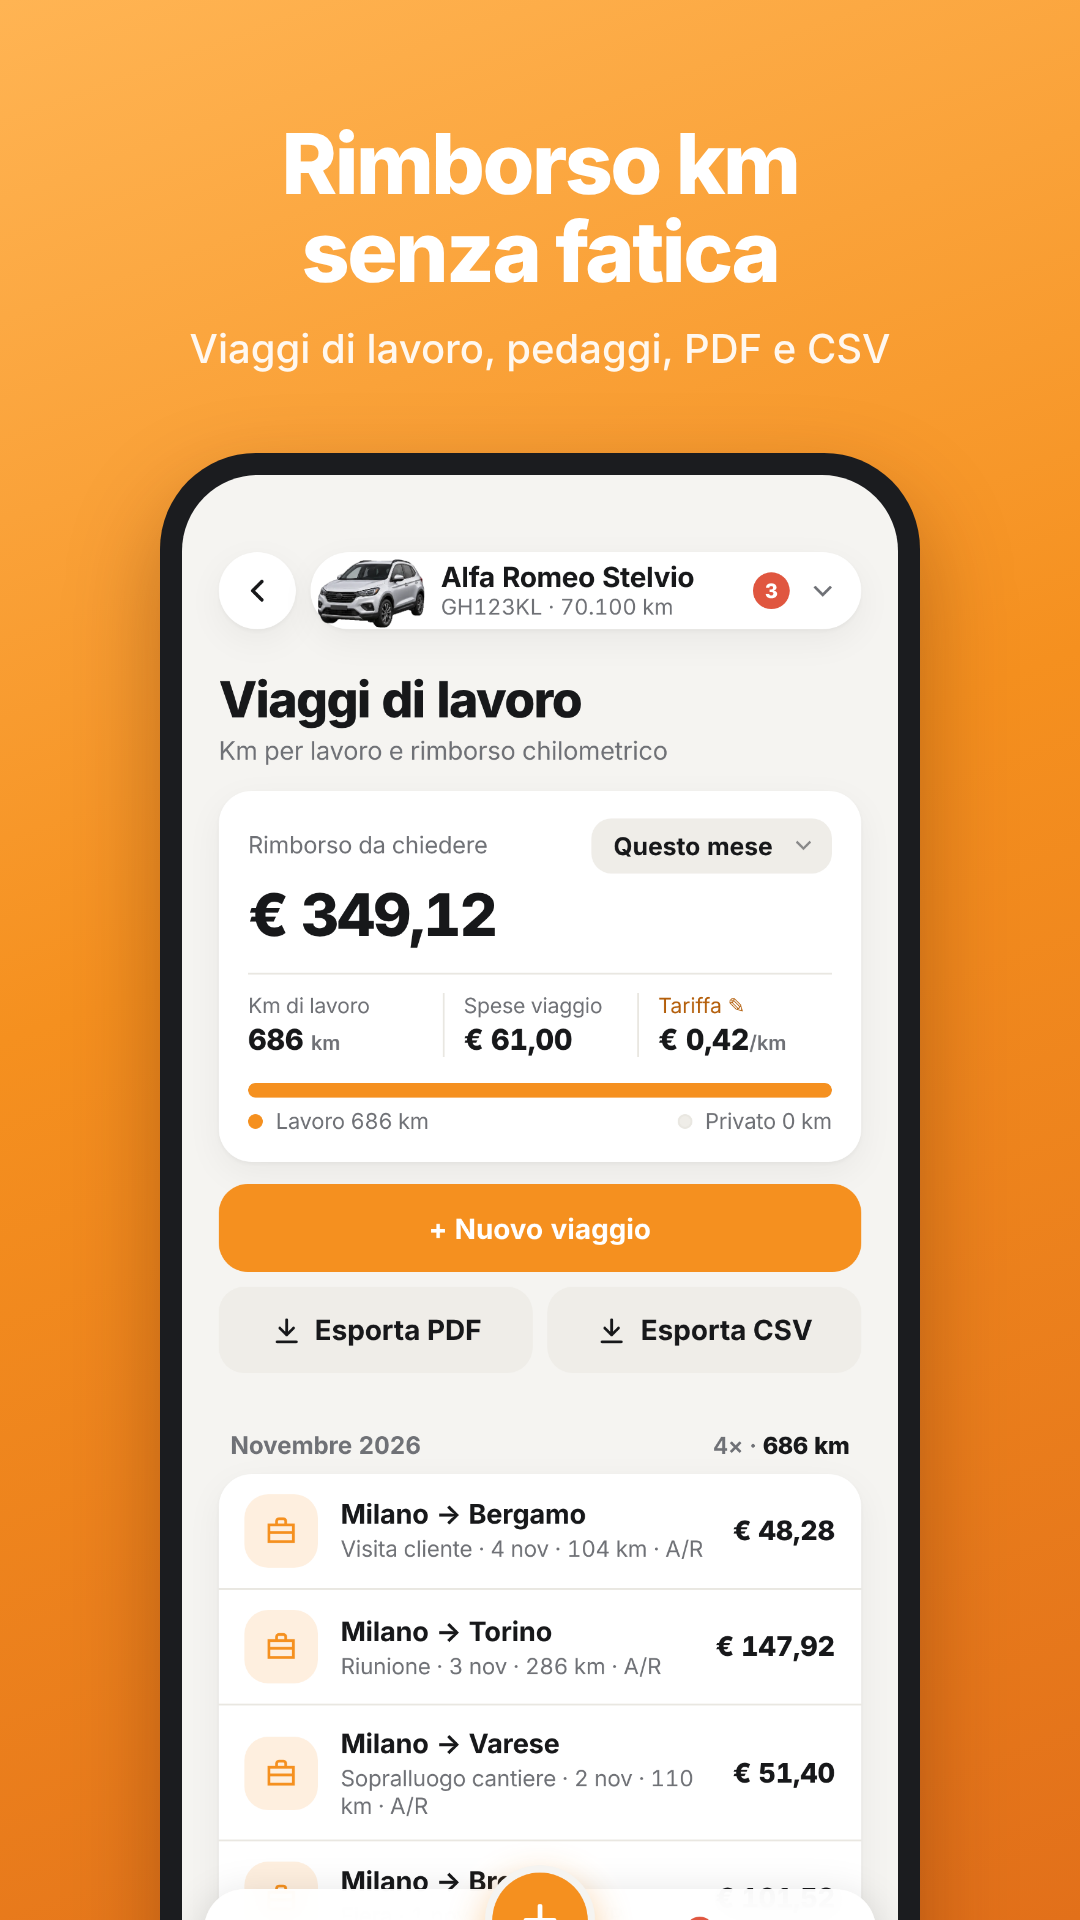 Rimborso km
senza fatica
Viaggi di lavoro, pedaggi, PDF e CSV
Alfa Romeo Stelvio
GH123KL · 70.100 km
3
Viaggi di lavoro
Km per lavoro e rimborso chilometrico
Rimborso da chiedere
Questo mese
€ 349,12
Km di lavoro
686 km
Spese viaggio
€ 61,00
Tariffa ✎
€ 0,42/km
Lavoro 686 km
Privato 0 km
+ Nuovo viaggio
Esporta PDF
Esporta CSV
Novembre 2026
4× · 686 km
Milano → Bergamo
Visita cliente · 4 nov · 104 km · A/R
€ 48,28
Milano → Torino
Riunione · 3 nov · 286 km · A/R
€ 147,92
Milano → Varese
Sopralluogo cantiere · 2 nov · 110
km · A/R
€ 51,40
Milano →